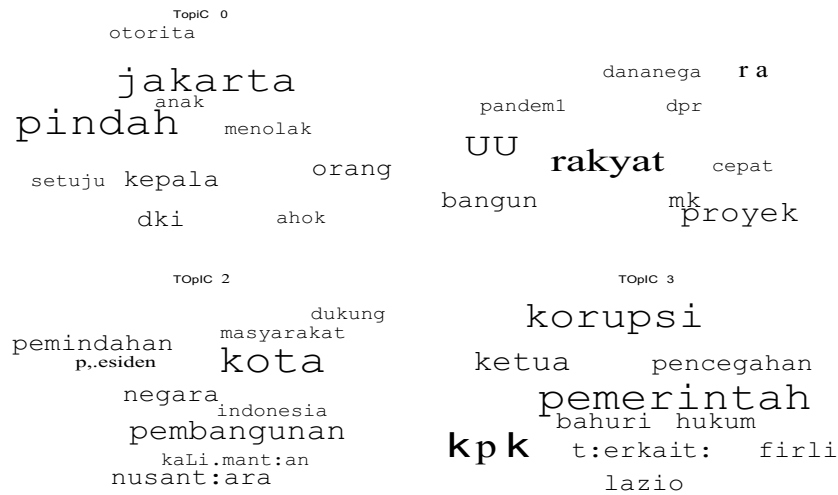 TopiC 0
otorita
jakarta
anak
pindah
menolak
orang
setuju kepala
dki
ahok
dananega r a
pandem1 dpr
UU
rakyat
cepat
bangun
mk
proyek
TOpIC 2
dukung
masyarakat
pemindahan
kota
p,.esiden
negara
indonesia
pembangunan
kaLi.mant:an
nusant:ara
TOpIC 3
korupsi
ketua pencegahan
pemerintah
bahuri hukum
kpk t:erkait: firli
lazio